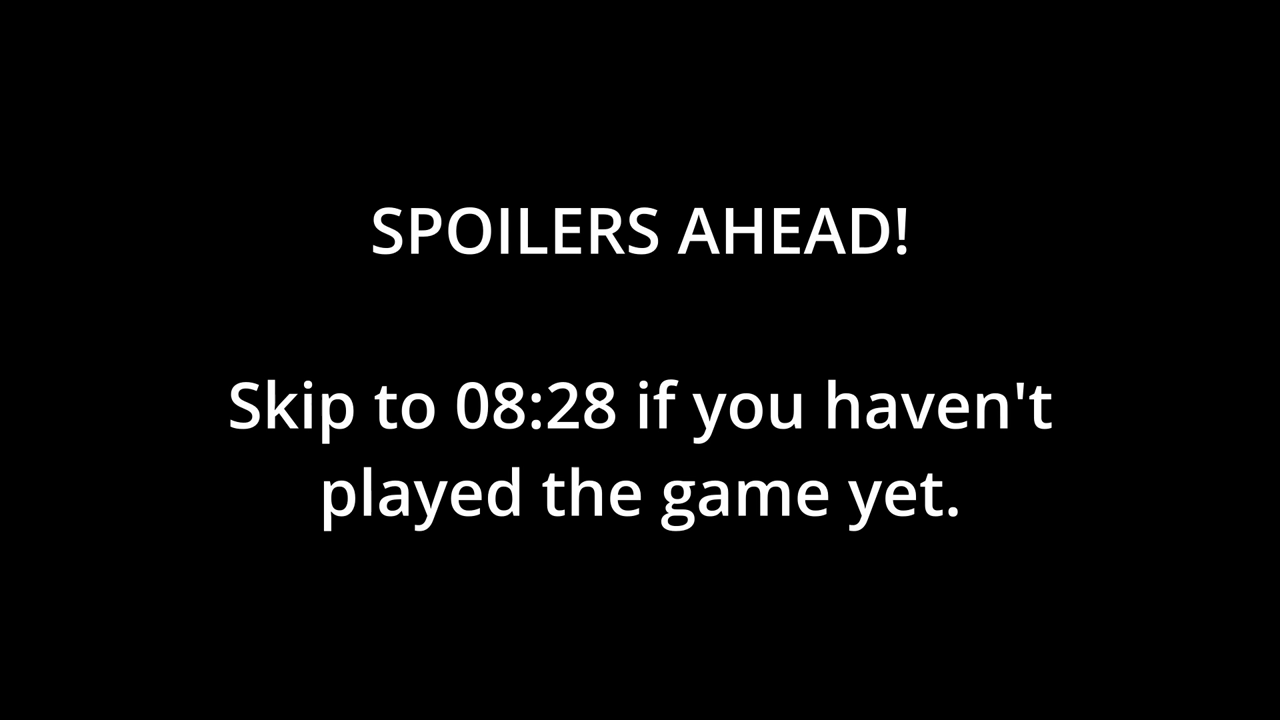 SPOILERS AHEAD!
Skip to 08:28 if you haven't
played the game yet.